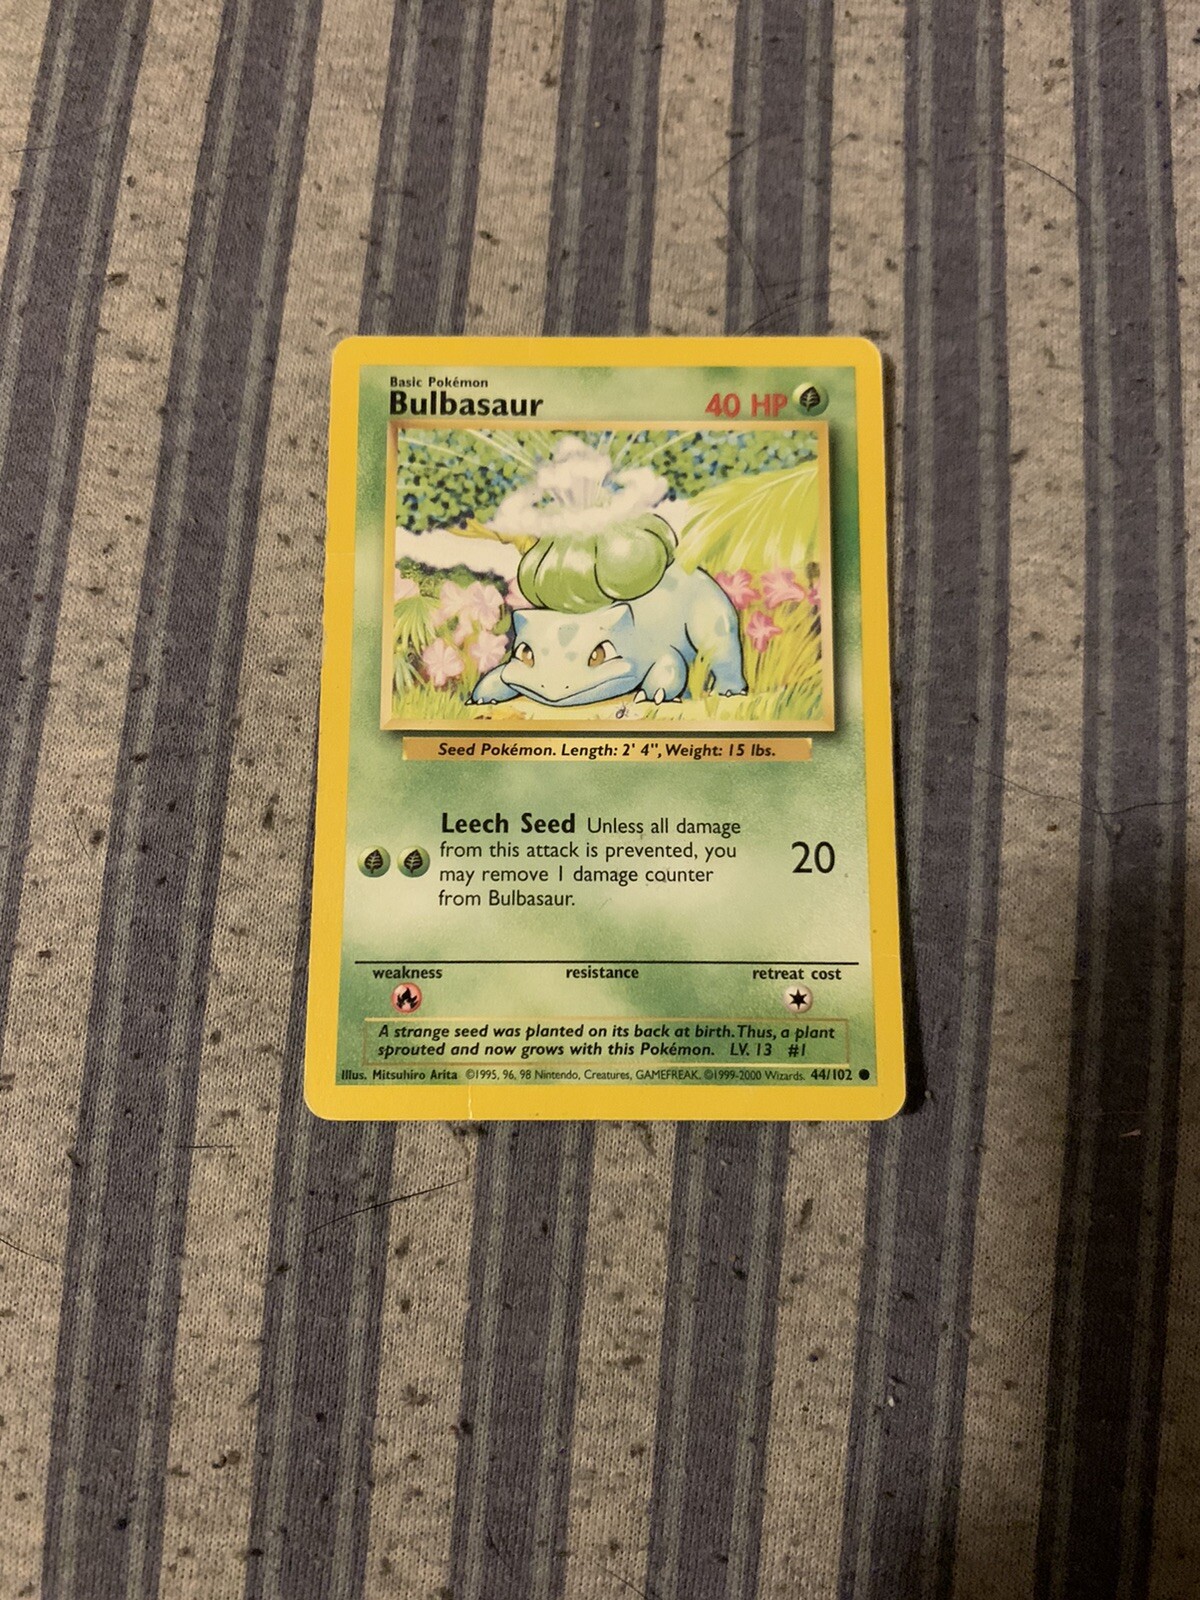 Basic Pokémon
Bulbasaur 40 HP
Seed Pokémon. Length: 2' 4", Weight: 15 lbs.
Leech Seed Unless all damage
from this attack is prevented, you
may remove 1 damage counter
from Bulbasaur.
20
weakness resistance retreat cost
A strange seed was planted on its back at birth. Thus, a plant
sprouted and now grows with this Pokémon. LV. 13 #1
Illus. Mitsuhiro Arita ©1995, 96, 98 Nintendo, Creatures, GAMEFREAK. ©1999-2000 Wizards. 44/102